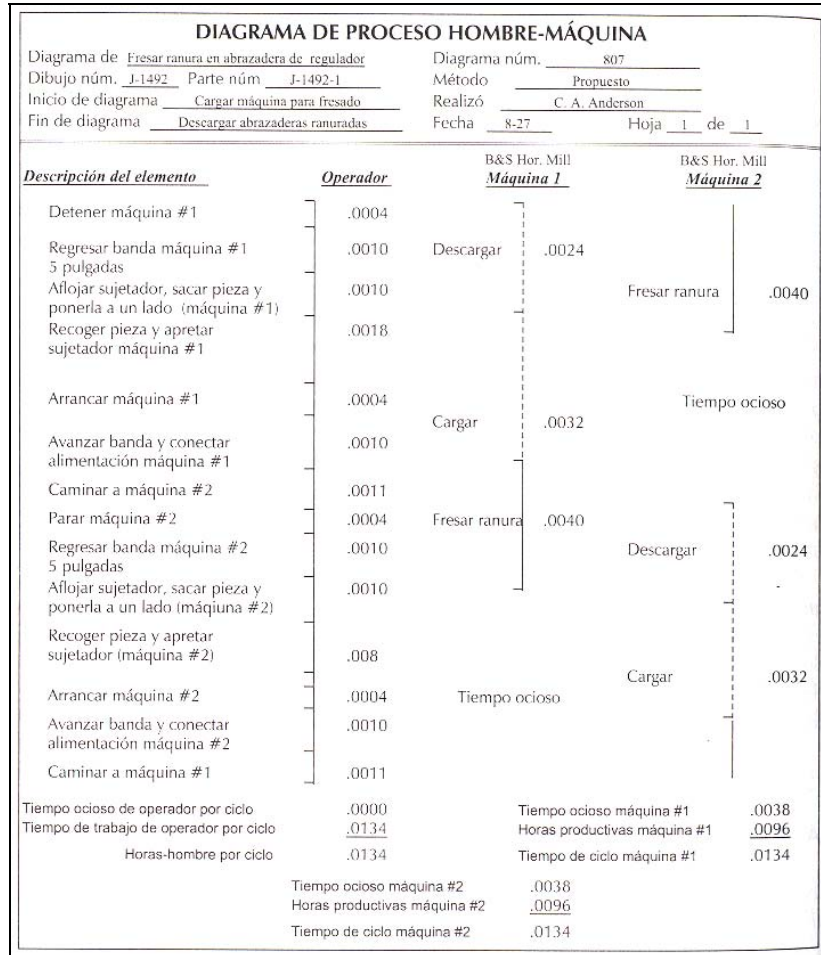 DIAGRAMA DE PROCESO HOMBRE-MÁQUINA
Diagrama de Fresar ranura en abrazadera de regulador Diagrama núm. 807
Dibujo núm. J-1492 Parte núm J-1492-1 Método Propuesto
Inicio de diagrama Cargar máquina para fresado Realizó C. A. Anderson
Fin de diagrama Descargar abrazaderas ranuradas Fecha 8-27 Hoja 1 de 1
B&S Hor. Mill B&S Hor. Mill
Descripción del elemento Operador Máquina 1 Máquina 2
Detener máquina #1 .0004
Regresar banda máquina #1 .0010 Descargar .0024
5 pulgadas
Aflojar sujetador, sacar pieza y .0010 Fresar ranura .0040
ponerla a un lado (máquina #1)
Recoger pieza y apretar .0018
sujetador máquina #1
Arrancar máquina #1 .0004 Tiempo ocioso
Cargar .0032
Avanzar banda y conectar .0010
alimentación máquina #1
Caminar a máquina #2 .0011
Parar máquina #2 .0004 Fresar ranura .0040
Regresar banda máquina #2 .0010 Descargar .0024
5 pulgadas
Aflojar sujetador, sacar pieza y .0010
ponerla a un lado (máqiuna #2)
Recoger pieza y apretar
sujetador (máquina #2) .008
Cargar .0032
Arrancar máquina #2 .0004 Tiempo ocioso
Avanzar banda y conectar .0010
alimentación máquina #2
Caminar a máquina #1 .0011
Tiempo ocioso de operador por ciclo .0000 Tiempo ocioso máquina #1 .0038
Tiempo de trabajo de operador por ciclo .0134 Horas productivas máquina #1 .0096
Horas-hombre por ciclo .0134 Tiempo de ciclo máquina #1 .0134
Tiempo ocioso máquina #2 .0038
Horas productivas máquina #2 .0096
Tiempo de ciclo máquina #2 .0134